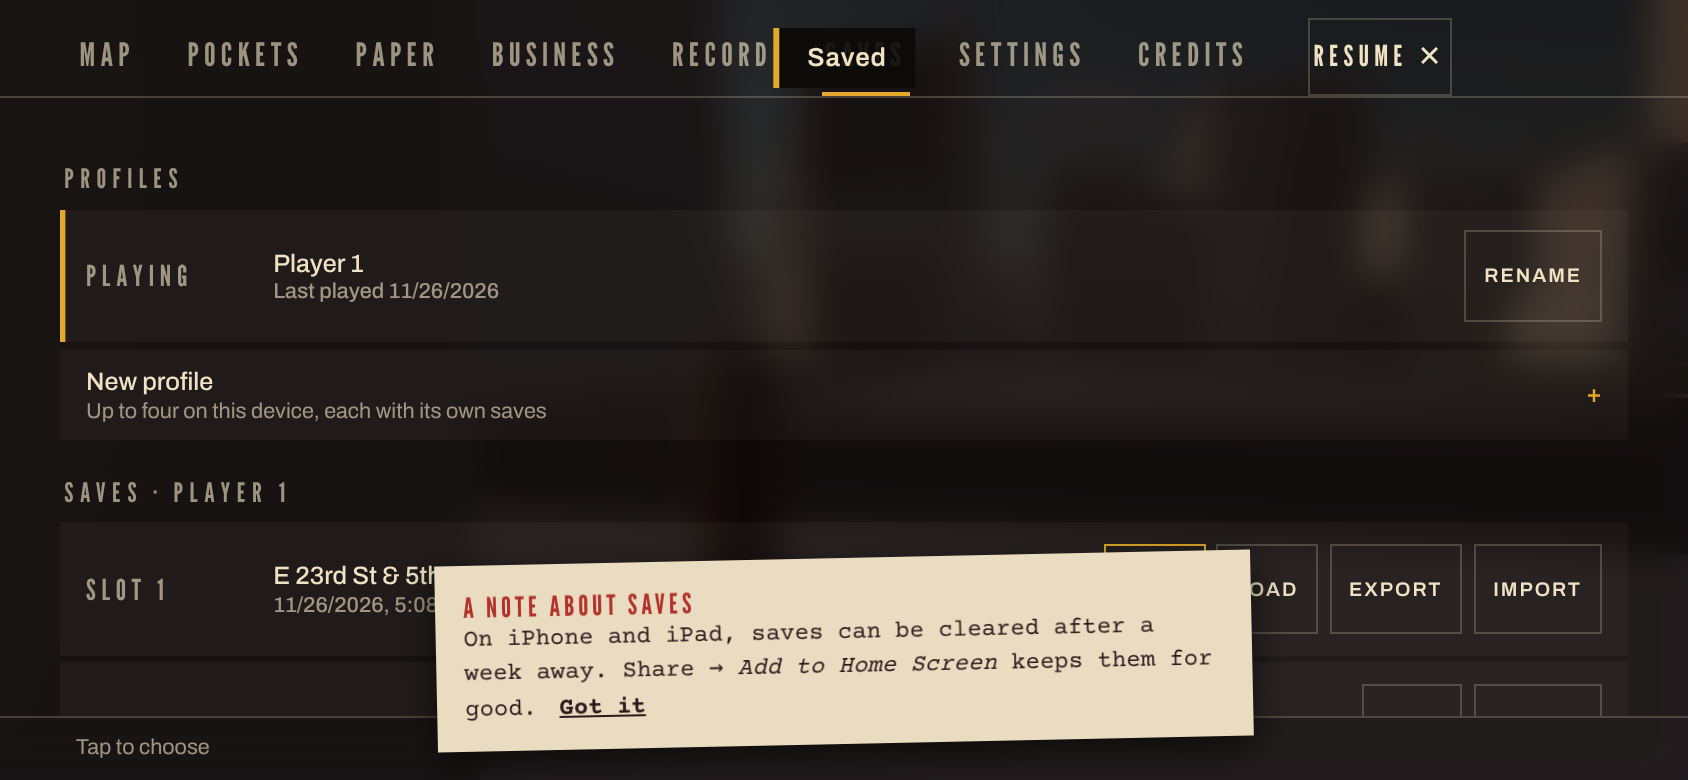 MAP POCKETS PAPER BUSINESS RECORD Saved SETTINGS CREDITS RESUME ✕
PROFILES
PLAYING
Player 1
Last played 11/26/2026
RENAME
New profile
Up to four on this device, each with its own saves
+
SAVES · PLAYER 1
SLOT 1
E 23rd St & 5th
11/26/2026, 5:08
EXPORT
IMPORT
A NOTE ABOUT SAVES
On iPhone and iPad, saves can be cleared after a
week away. Share → Add to Home Screen keeps them for
good. Got it
Tap to choose